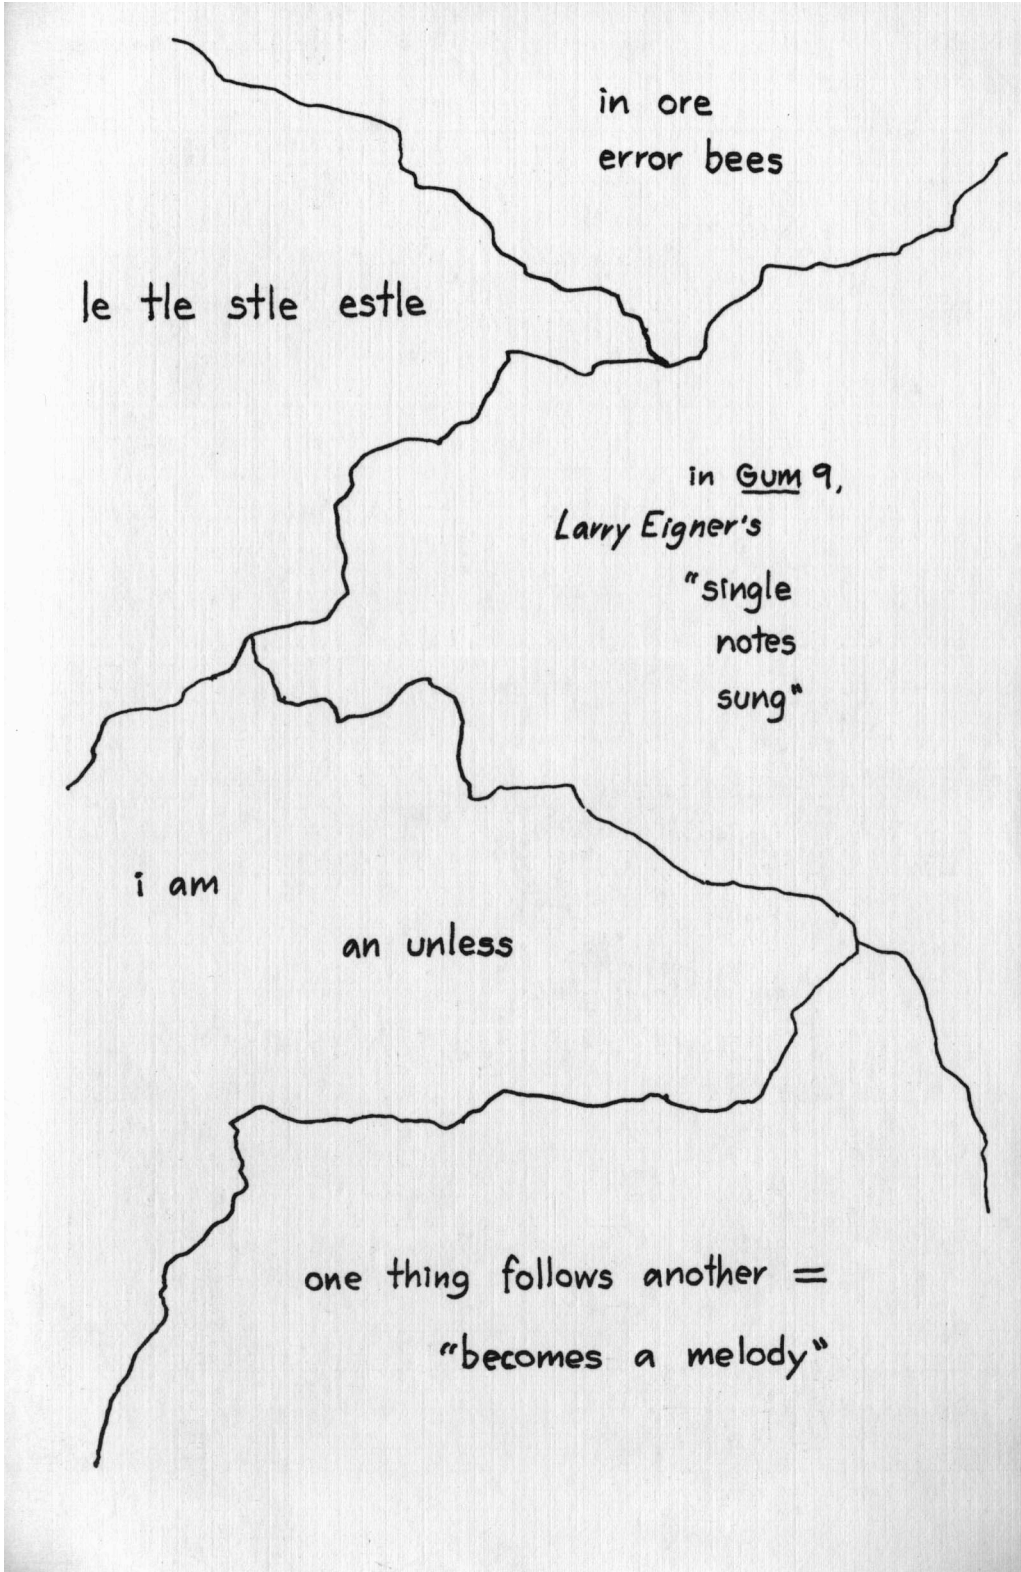 in ore
error bees
le tle stle estle
in Gum 9,
Larry Eigner's
"single
notes
sung"
i am
an unless
one thing follows another =
"becomes a melody"